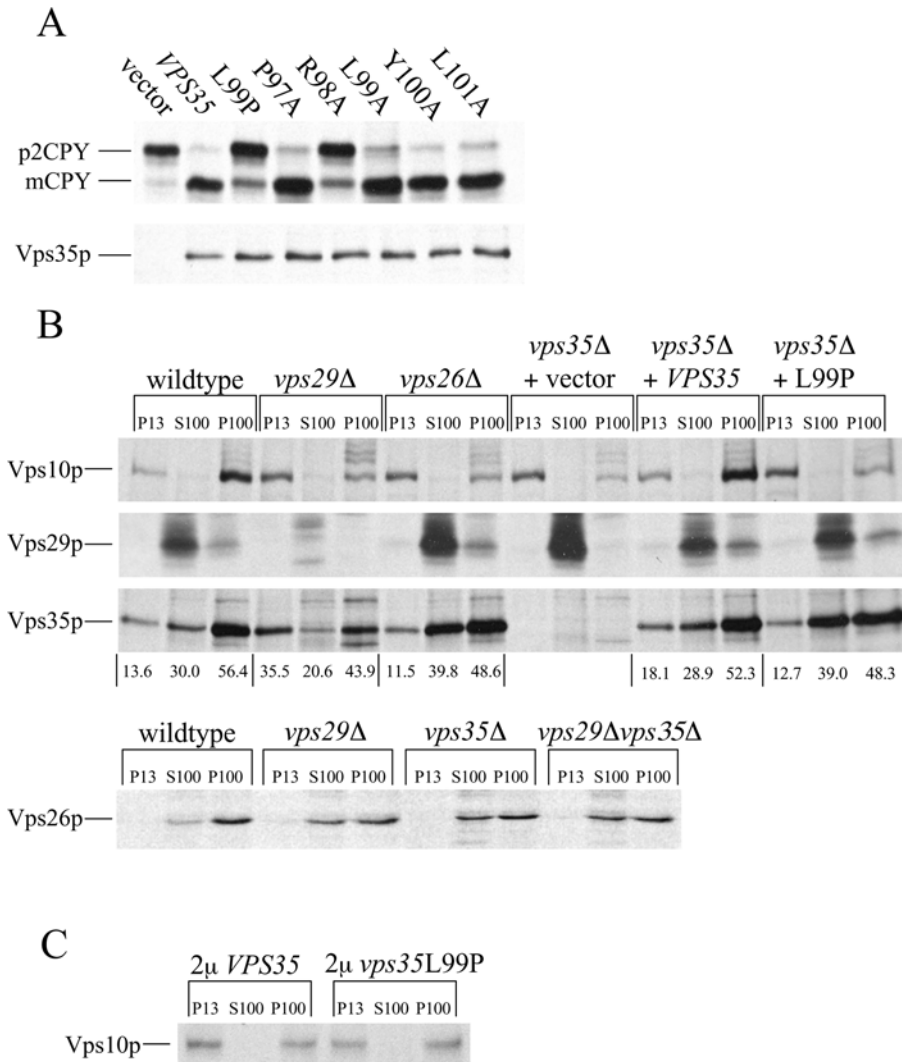 A
vector VPS35 L99P P97A R98A L99A Y100A L101A
p2CPY
mCPY
Vps35p
B
wildtype vps29Δ vps26Δ vps35Δ + vector vps35Δ + VPS35 vps35Δ + L99P
P13 S100 P100 P13 S100 P100 P13 S100 P100 P13 S100 P100 P13 S100 P100 P13 S100 P100
Vps10p
Vps29p
Vps35p
13.6 30.0 56.4 35.5 20.6 43.9 11.5 39.8 48.6 18.1 28.9 52.3 12.7 39.0 48.3
wildtype vps29Δ vps35Δ vps29Δvps35Δ
P13 S100 P100 P13 S100 P100 P13 S100 P100 P13 S100 P100
Vps26p
C
2μ VPS35 2μ vps35L99P
P13 S100 P100 P13 S100 P100
Vps10p